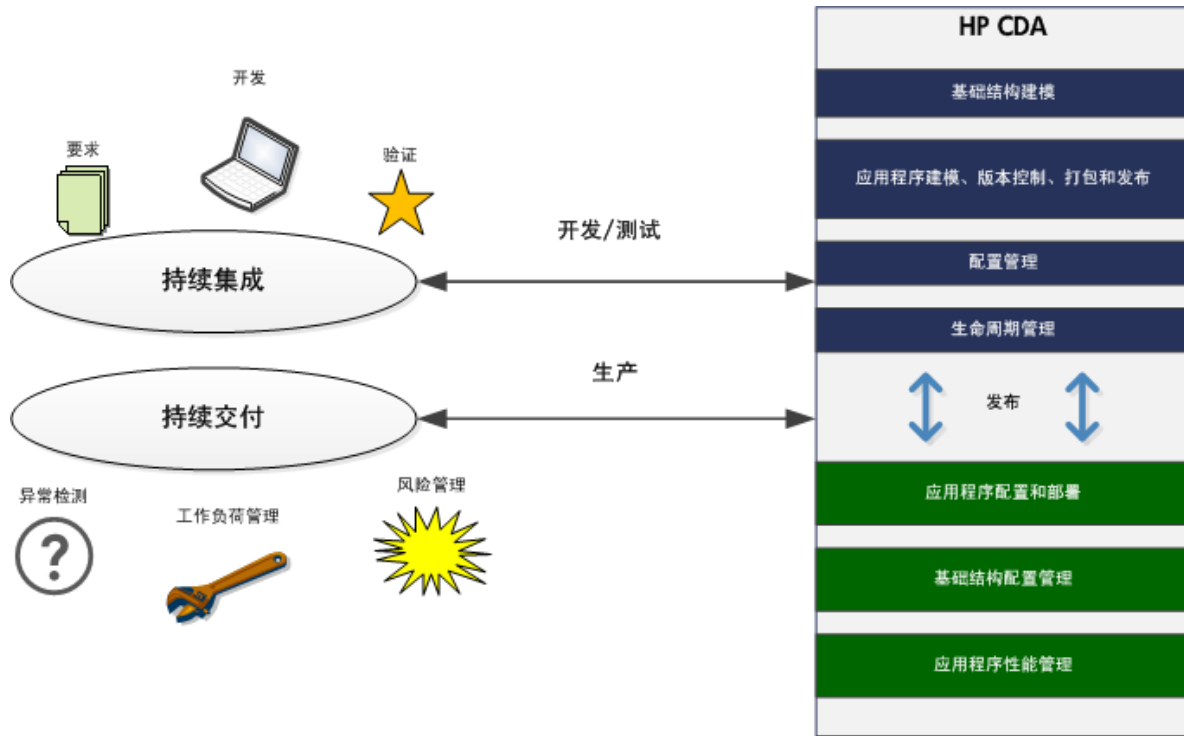 开发
要求
验证
持续集成
开发/测试
生产
持续交付
异常检测
工作负荷管理
风险管理
HP CDA
基础结构建模
应用程序建模、版本控制、打包和发布
配置管理
生命周期管理
发布
应用程序配置和部署
基础结构配置管理
应用程序性能管理
?